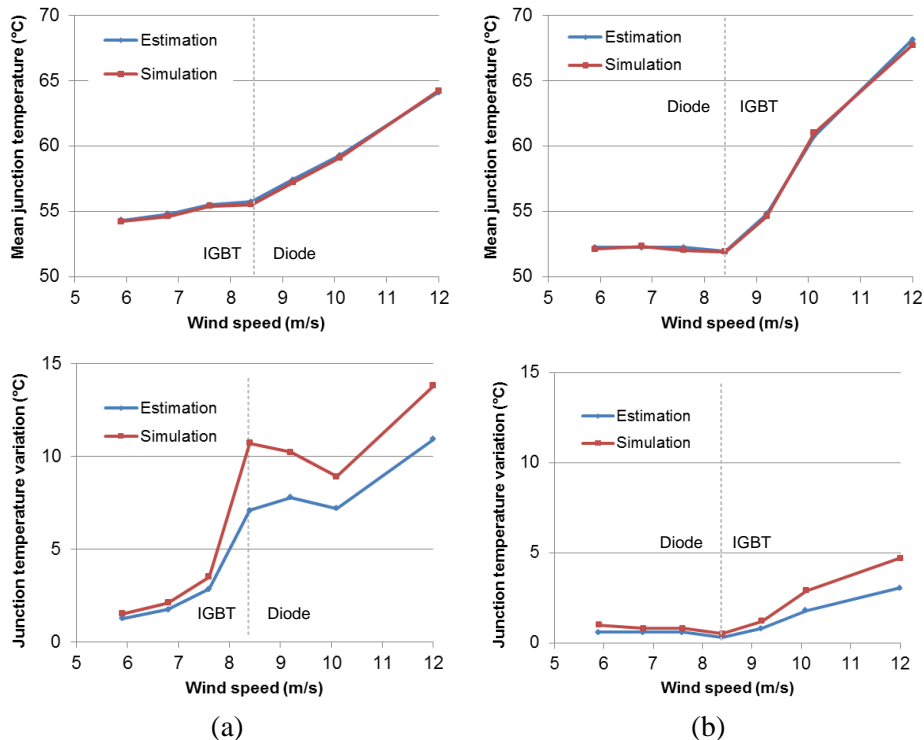 70
65
60
55
50
Mean junction temperature (°C)
Estimation
Simulation
IGBT Diode
5 6 7 8 9 10 11 12
Wind speed (m/s)
70
65
60
55
50
Mean junction temperature (°C)
Estimation
Simulation
Diode IGBT
5 6 7 8 9 10 11 12
Wind speed (m/s)
15
10
5
0
Junction temperature variation (°C)
Estimation
Simulation
IGBT Diode
5 6 7 8 9 10 11 12
Wind speed (m/s)
(a)
15
10
5
0
Junction temperature variation (°C)
Estimation
Simulation
Diode IGBT
5 6 7 8 9 10 11 12
Wind speed (m/s)
(b)